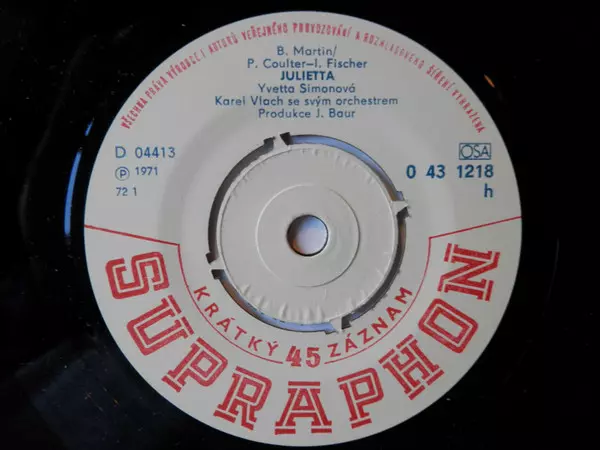 VŠECHNA PRÁVA VÝROBCE I AUTORŮ VEŘEJNÉHO PROVOZOVÁNÍ A ROZHLASOVÉHO ŠÍŘENÍ VYHRAZENA
B. Martin/
P. Coulter–I. Fischer
JULIETTA
Yvetta Simonová
Karel Vlach se svým orchestrem
Produkce J. Baur
D 04413
Ⓟ 1971
72 1
OSA
0 43 1218
h
KRÁTKÝ 45 ZÁZNAM
SUPRAPHON